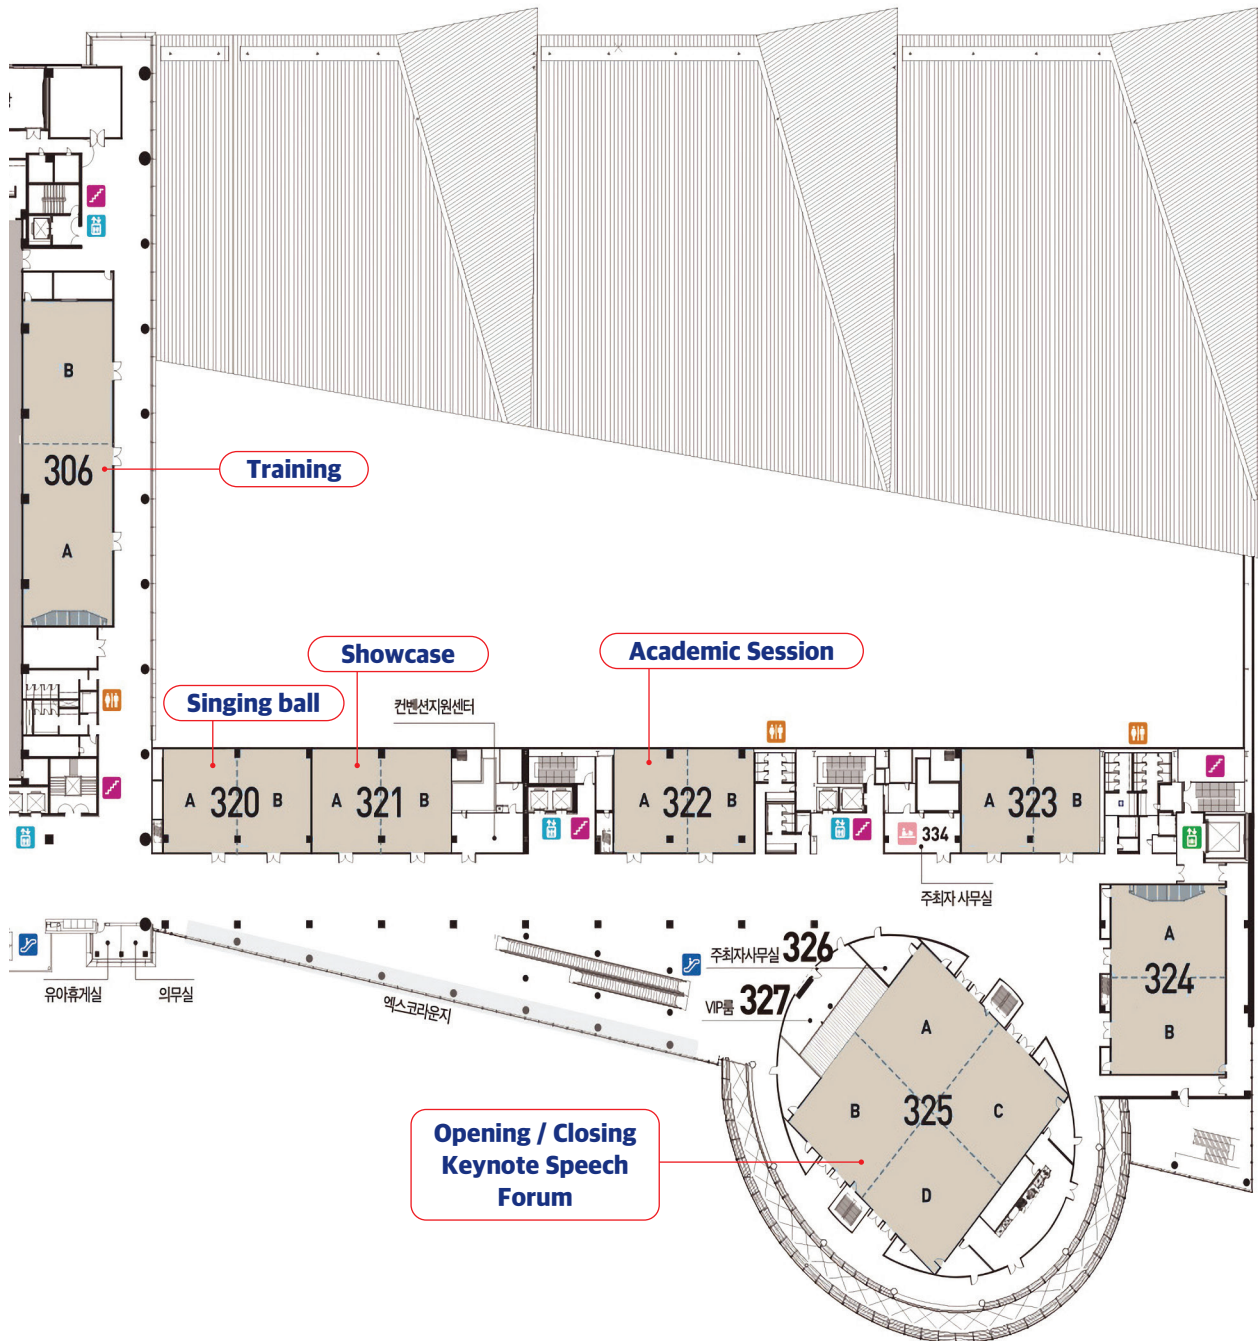 B
306
Training
A
Showcase
Academic Session
Singing ball
컨벤션지원센터
A 320 B
A 321 B
A 322 B
334
A 323 B
주최자 사무실
유아휴게실
의무실
엑스코라운지
주최자사무실 326
VIP룸 327
A
324
B
A
B
325
C
D
Opening / Closing
Keynote Speech
Forum